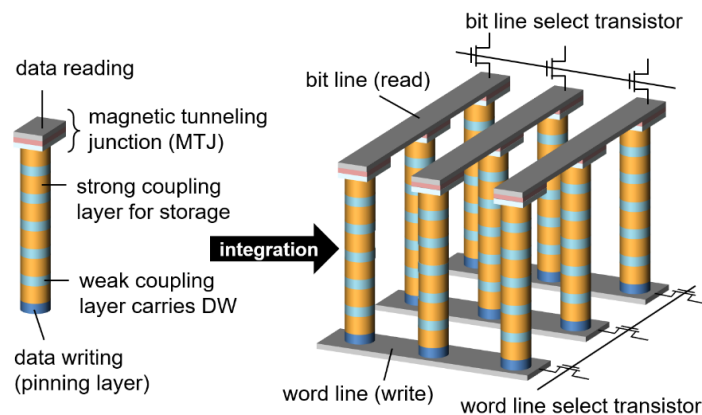 data reading
magnetic tunneling
junction (MTJ)
strong coupling
layer for storage
weak coupling
layer carries DW
data writing
(pinning layer)
integration
bit line select transistor
bit line (read)
word line (write)
word line select transistor